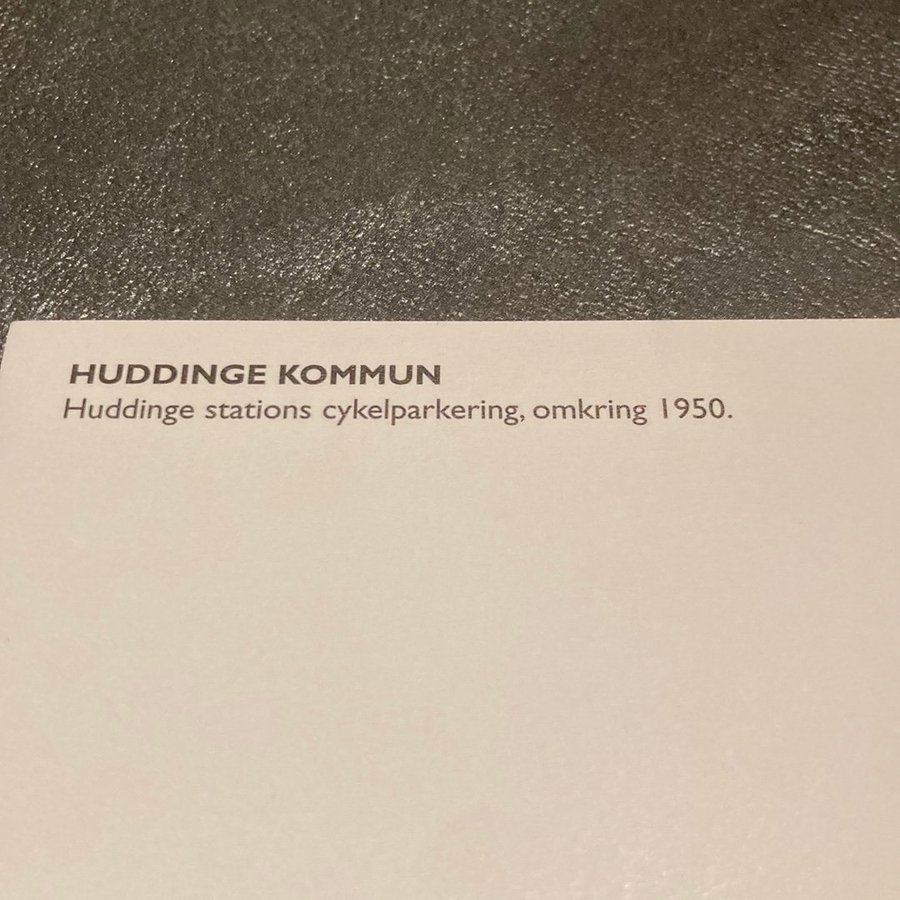 HUDDINGE KOMMUN
Huddinge stations cykelparkering, omkring 1950.